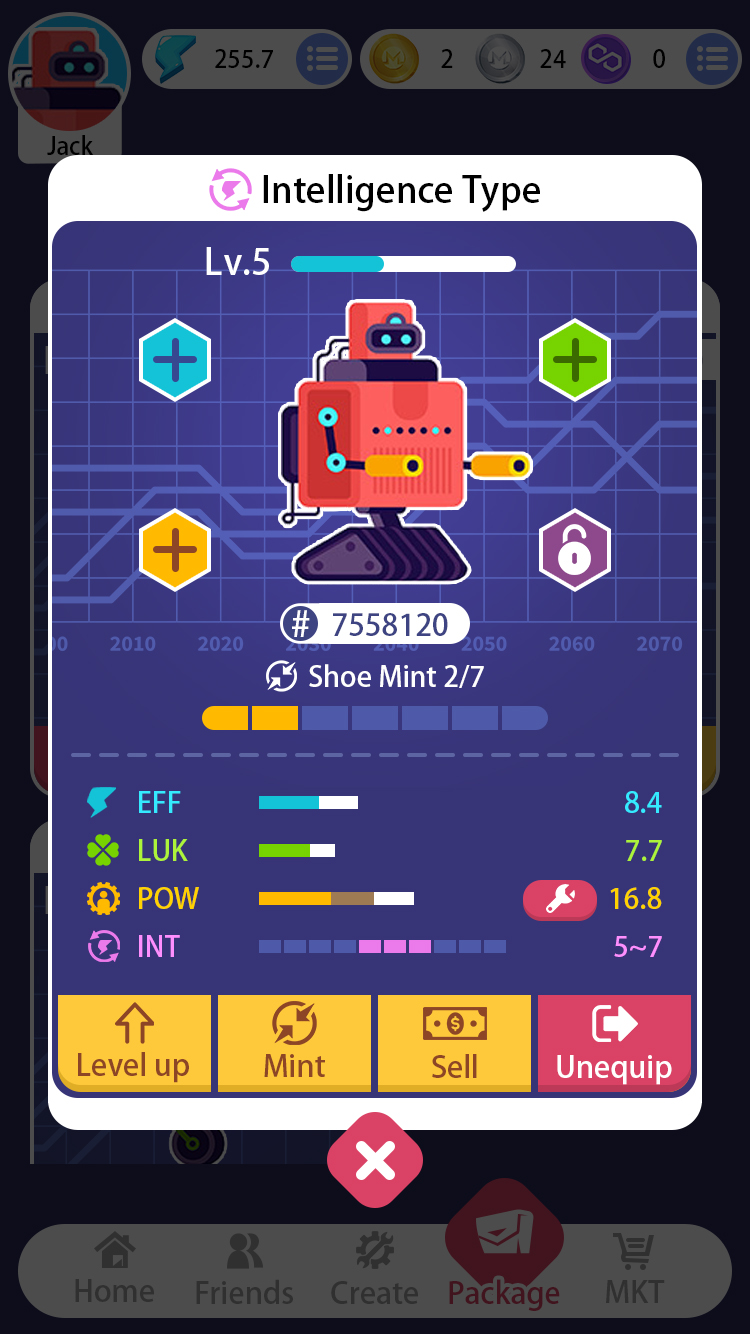 255.7
2
24
0
Jack
Intelligence Type
Lv.5
# 7558120
2010 2020 2030 2040 2050 2060 2070
Shoe Mint 2/7
EFF 8.4
LUK 7.7
POW 16.8
INT 5~7
Level up
Mint
Sell
Unequip
Home
Friends
Create
Package
MKT